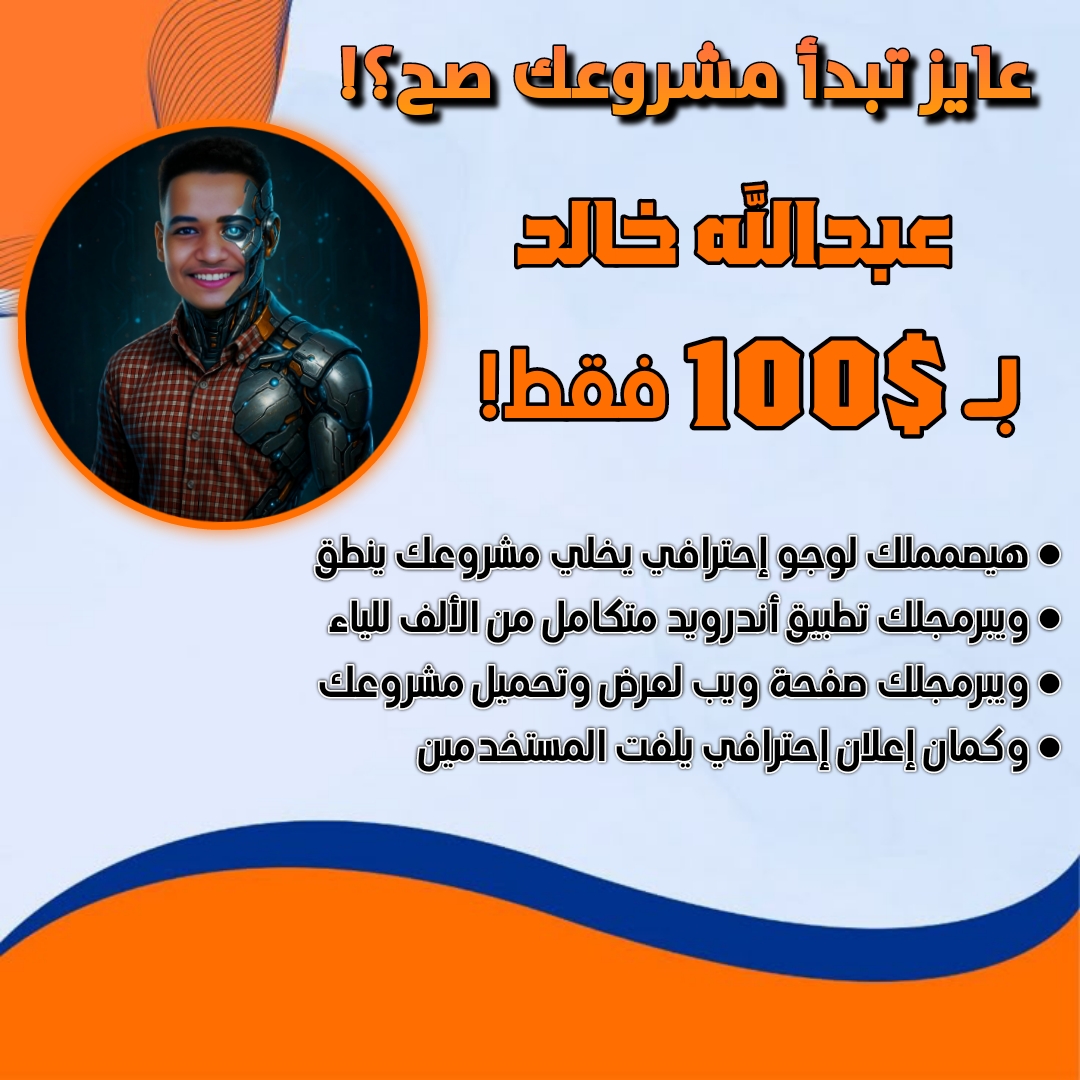 عايز تبدأ مشروعك صح؟!
عبدالله خالد
بـ $100 فقط!
• هيصمملك لوجو إحترافي يخلي مشروعك ينطق
• ويبرمجلك تطبيق أندرويد متكامل من الألف للياء
• ويبرمجلك صفحة ويب لعرض وتحميل مشروعك
• وكمان إعلان إحترافي يلفت المستخدمين